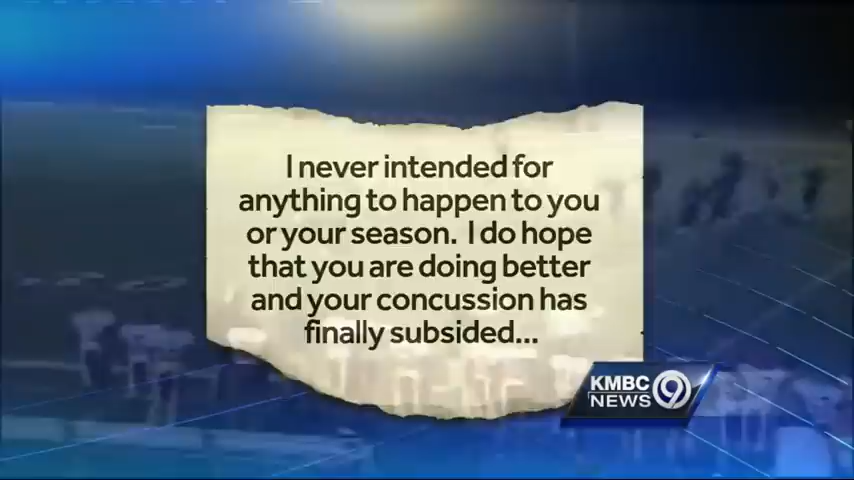 I never intended for
anything to happen to you
or your season. I do hope
that you are doing better
and your concussion has
finally subsided...
KMBC
NEWS 9